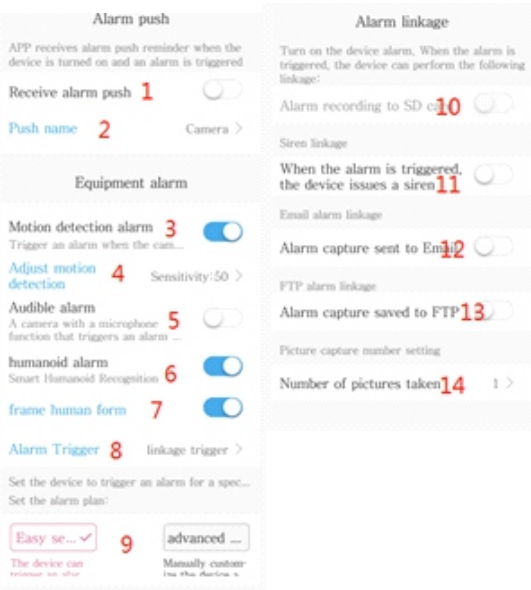 Alarm push
APP receives alarm push reminder when the
device is turned on and an alarm is triggered
Receive alarm push 1
Push name 2 Camera >
Equipment alarm
Motion detection alarm 3
Trigger an alarm when the cam...
Adjust motion
detection 4 Sensitivity:50 >
Audible alarm
A camera with a microphone 5
function that triggers an alarm ...
humanoid alarm
Smart Humanoid Recognition 6
frame human form 7
Alarm Trigger 8 linkage trigger >
Set the device to trigger an alarm for a spec...
Set the alarm plan:
Easy se... ✓ 9 advanced ...
The device can Manually custom-
trigger an alar ize the device
Alarm linkage
Turn on the device alarm, When the alarm is
triggered, the device can perform the following
linkage:
Alarm recording to SD 10
Siren linkage
When the alarm is triggered,
the device issues a siren 11
Email alarm linkage
Alarm capture sent to Email 12
FTP alarm linkage
Alarm capture saved to FTP 13
Picture capture number setting
Number of pictures taken 14 1 >